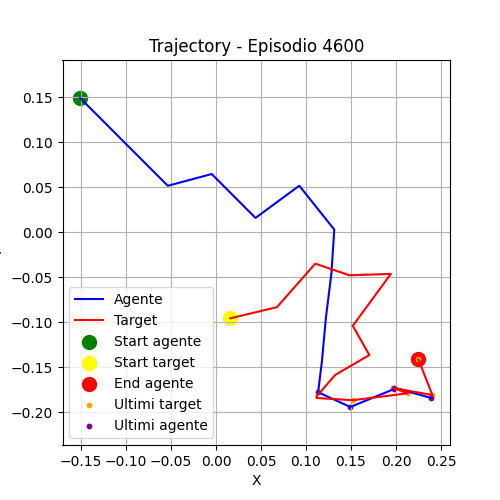 Trajectory - Episodio 4600
0.15
0.10
0.05
0.00
−0.05
−0.10
−0.15
−0.20
Agente
Target
Start agente
Start target
End agente
Ultimi target
Ultimi agente
−0.15 −0.10 −0.05 0.00 0.05 0.10 0.15 0.20 0.25
X